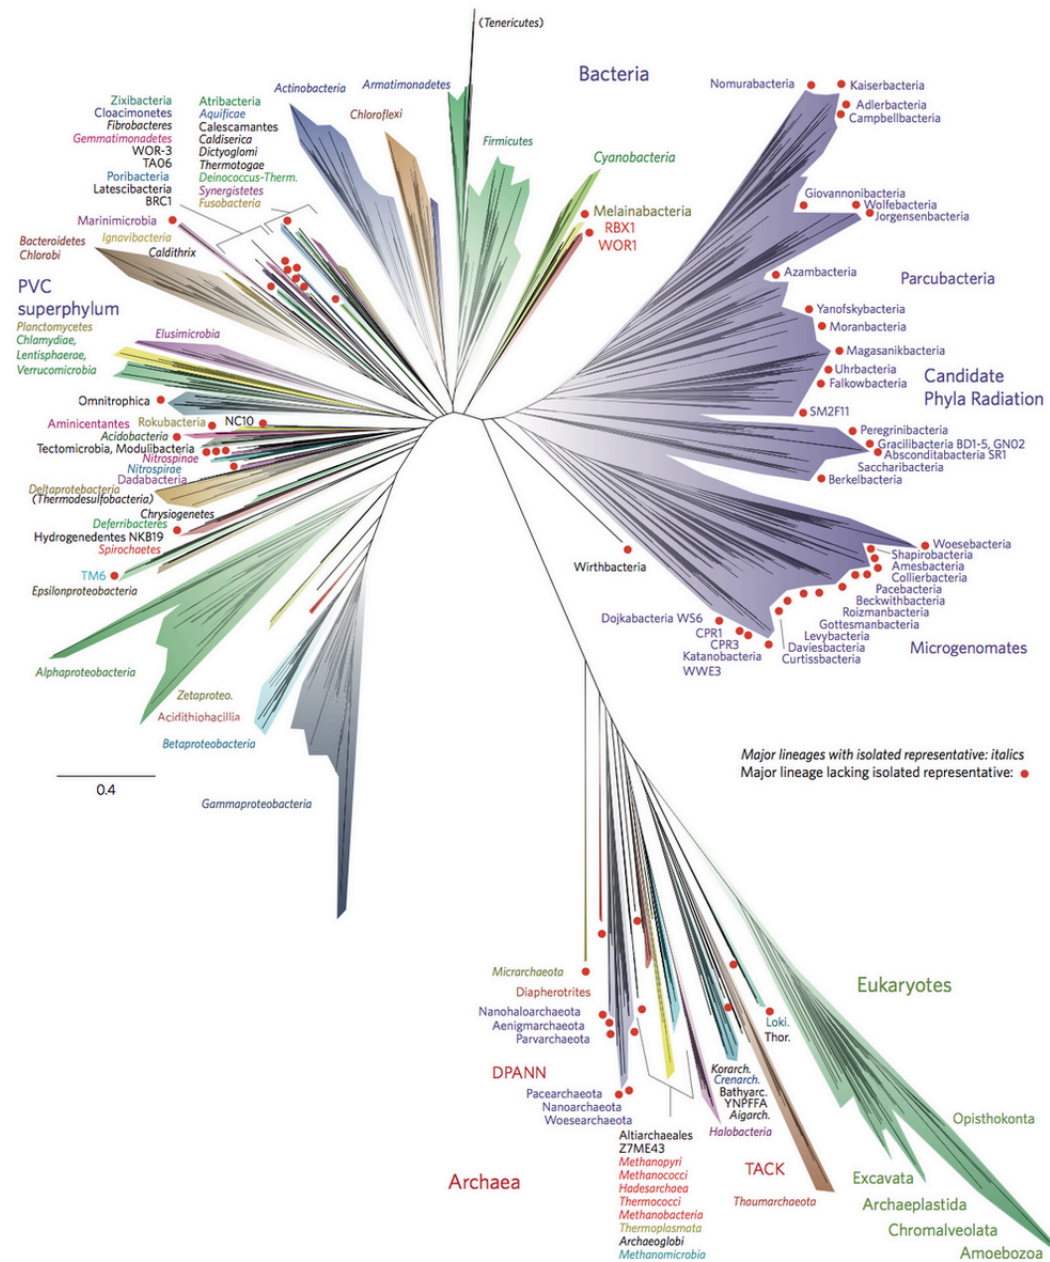 (Tenericutes)
Bacteria
Nomurabacteria
Kaiserbacteria
Adlerbacteria
Campbellbacteria
Armatimonadetes
Actinobacteria
Zixibacteria
Cloacimonetes
Fibrobacteres
Gemmatimonadetes
WOR-3
TA06
Poribacteria
Latescibacteria
BRC1
Atribacteria
Aquificae
Calescamantes
Caldiserica
Dictyoglomi
Thermotogae
Deinococcus-Therm.
Synergistetes
Fusobacteria
Chloroflexi
Firmicutes
Cyanobacteria
Melainabacteria
RBX1
WOR1
Giovannonibacteria
Wolfebacteria
Jorgensenbacteria
Marinimicrobia
Ignavibacteria
Bacteroidetes
Chlorobi
Caldithrix
Azambacteria
Parcubacteria
PVC
superphylum
Planctomycetes
Chlamydiae,
Lentisphaerae,
Verrucomicrobia
Elusimicrobia
Yanofskybacteria
Moranbacteria
Magasanikbacteria
Uhrbacteria
Falkowbacteria
Candidate
Phyla Radiation
SM2F11
Omnitrophica
Aminicentantes
Rokubacteria
NC10
Acidobacteria
Tectomicrobia, Modulibacteria
Nitrospinae
Nitrospirae
Dadabacteria
Deltaprotebacteria
(Thermodesulfobacteria)
Chrysiogenetes
Deferribacteres
Hydrogenedentes NKB19
Spirochaetes
TM6
Epsilonproteobacteria
Peregrinibacteria
Gracilibacteria BD1-5, GN02
Absconditabacteria SR1
Saccharibacteria
Berkelbacteria
Woesebacteria
Shapirobacteria
Amesbacteria
Collierbacteria
Pacebacteria
Beckwithbacteria
Roizmanbacteria
Gottesmanbacteria
Levybacteria
Daviesbacteria
Curtissbacteria
Microgenomates
Wirthbacteria
Dojkabacteria WS6
CPR1
CPR3
Katanobacteria
WWE3
Alphaproteobacteria
Zetaproteo.
Acidithiobacillia
Betaproteobacteria
0.4
Gammaproteobacteria
Major lineages with isolated representative: italics
Major lineage lacking isolated representative:
Micrarchaeota
Diapherotrites
Nanohaloarchaeota
Aenigmarchaeota
Parvarchaeota
DPANN
Pacearchaeota
Nanoarchaeota
Woesearchaeota
Archaea
Altiarchaeales
Z7ME43
Methanopyri
Methanococci
Hadesarchaea
Thermococci
Methanobacteria
Thermoplasmata
Archaeoglobi
Methanomicrobia
Halobacteria
Korarch.
Crenarch.
Bathyarc.
YNPFFA
Aigarch.
TACK
Thaumarchaeota
Loki.
Thor.
Eukaryotes
Opisthokonta
Excavata
Archaeplastida
Chromalveolata
Amoebozoa